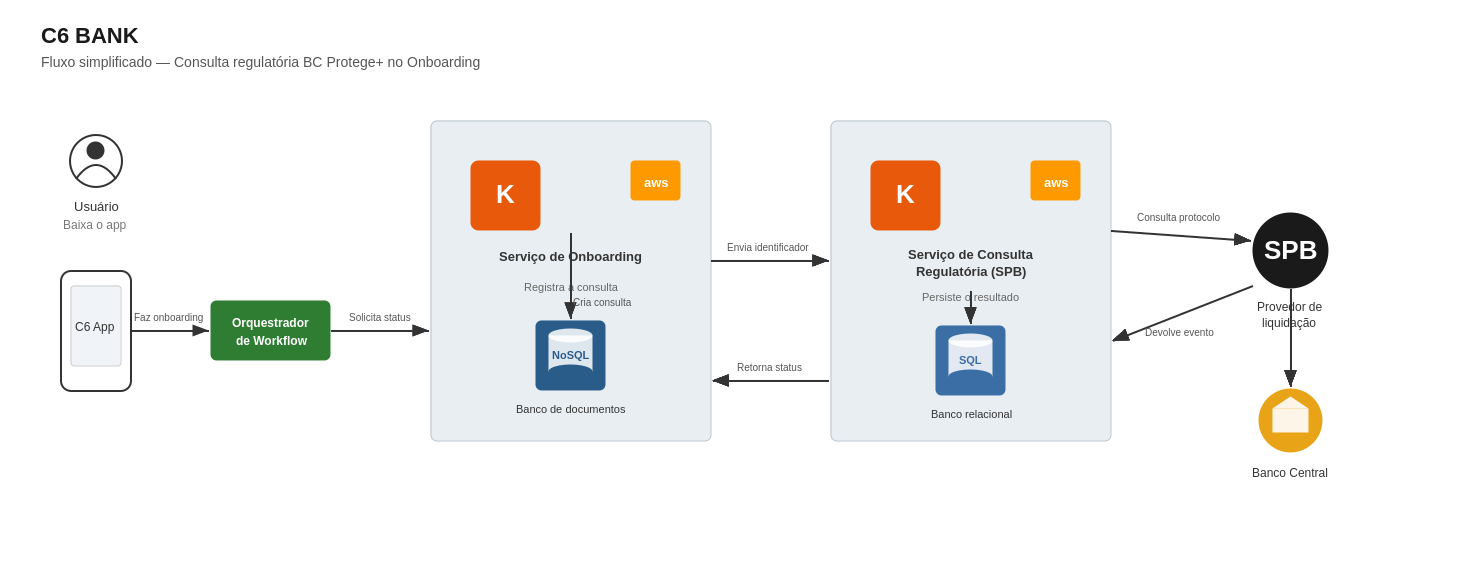 C6 BANK
Fluxo simplificado — Consulta regulatória BC Protege+ no Onboarding
Usuário
Baixa o app
C6 App
Faz onboarding
Orquestrador
de Workflow
Solicita status
K
aws
Serviço de Onboarding
Registra a consulta
Cria consulta
NoSQL
Banco de documentos
Envia identificador
Retorna status
K
aws
Serviço de Consulta
Regulatória (SPB)
Persiste o resultado
SQL
Banco relacional
Consulta protocolo
Devolve evento
SPB
Provedor de
liquidação
Banco Central